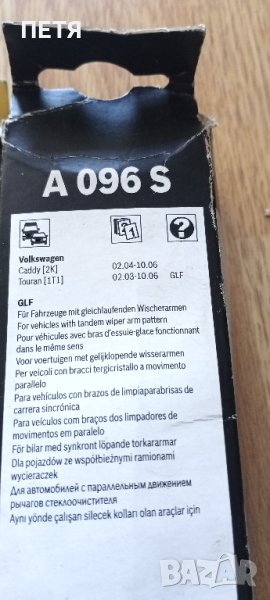 ПЕТЯ
A 096 S
Volkswagen
Caddy [2K] 02.04-10.06
Touran [1T1] 02.03-10.06 GLF
GLF
Für Fahrzeuge mit gleichlaufenden Wischerarmen
For vehicles with tandem wiper arm pattern
Pour véhicules avec bras d'essuie-glace fonctionnant
dans le même sens
Voor voertuigen met gelijklopende wisserarmen
Per veicoli con bracci tergicristallo a movimento
parallelo
Para vehículos con brazos de limpiaparabrisas de
carrera sincrónica
Para veículos com braços dos limpadores de
movimentos em paralelo
För bilar med synkront löpande torkararmar
Dla pojazdów ze współbieżnymi ramionami
wycieraczek
Для автомобилей с параллельным движением
рычагов стеклоочистителя
Aynı yönde çalışan silecek kolları olan araçlar için
BAZAR